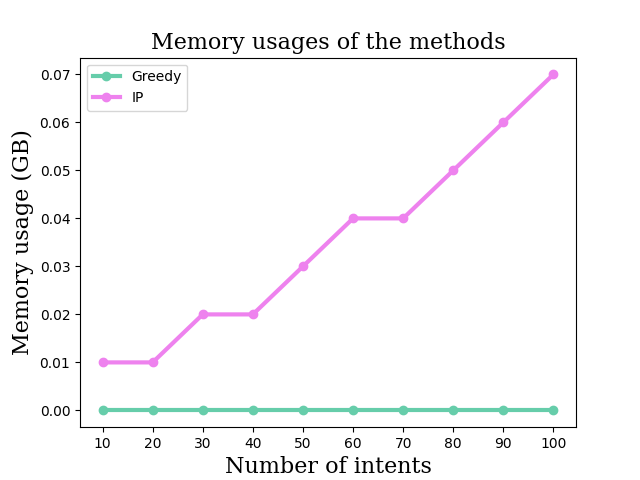 Memory usages of the methods
Greedy
IP
Memory usage (GB)
0.07
0.06
0.05
0.04
0.03
0.02
0.01
0.00
10 20 30 40 50 60 70 80 90 100
Number of intents